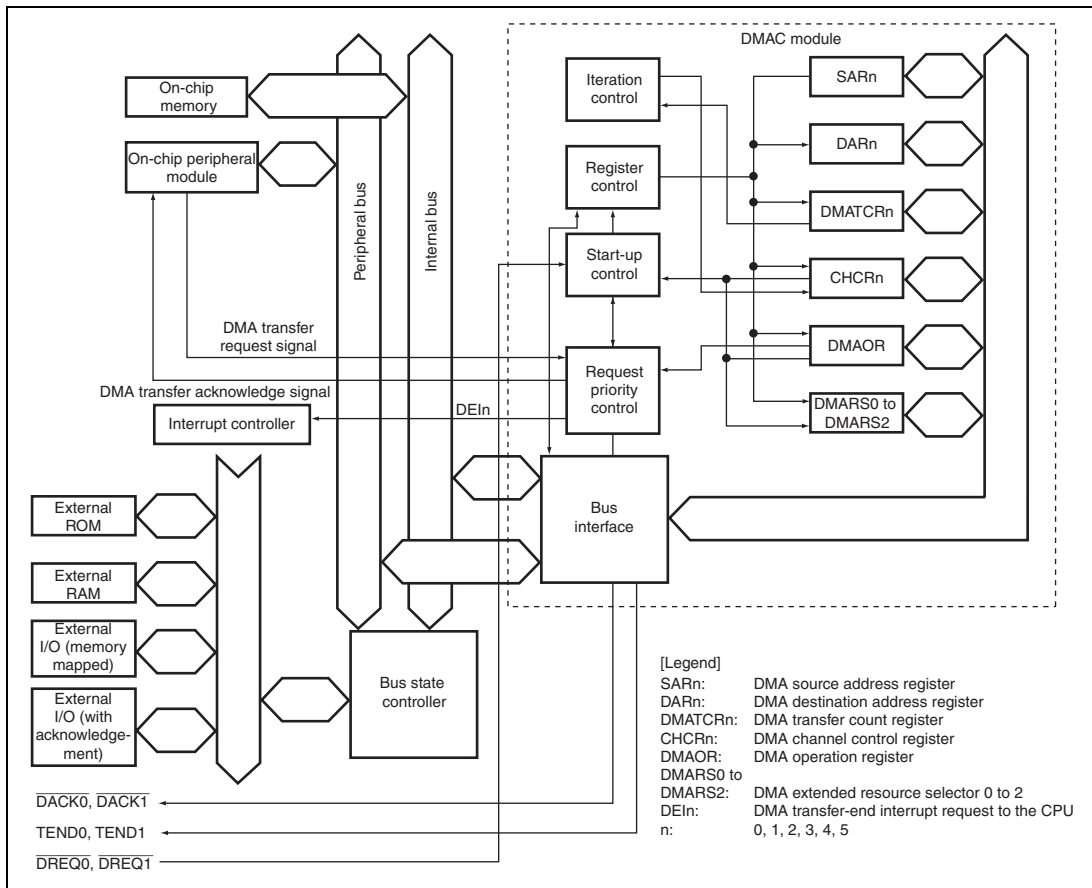 DMAC module
On-chip
memory
On-chip peripheral
module
Peripheral bus
Internal bus
Iteration
control
Register
control
Start-up
control
Request
priority
control
SARn
DARn
DMATCRn
CHCRn
DMAOR
DMARS0 to
DMARS2
DMA transfer
request signal
DMA transfer acknowledge signal
DEIn
Interrupt controller
Bus
interface
External
ROM
External
RAM
External
I/O (memory
mapped)
External
I/O (with
acknowledge-
ment)
Bus state
controller
DACK0, DACK1
TEND0, TEND1
DREQ0, DREQ1
[Legend]
SARn: DMA source address register
DARn: DMA destination address register
DMATCRn: DMA transfer count register
CHCRn: DMA channel control register
DMAOR: DMA operation register
DMARS0 to
DMARS2: DMA extended resource selector 0 to 2
DEIn: DMA transfer-end interrupt request to the CPU
n: 0, 1, 2, 3, 4, 5